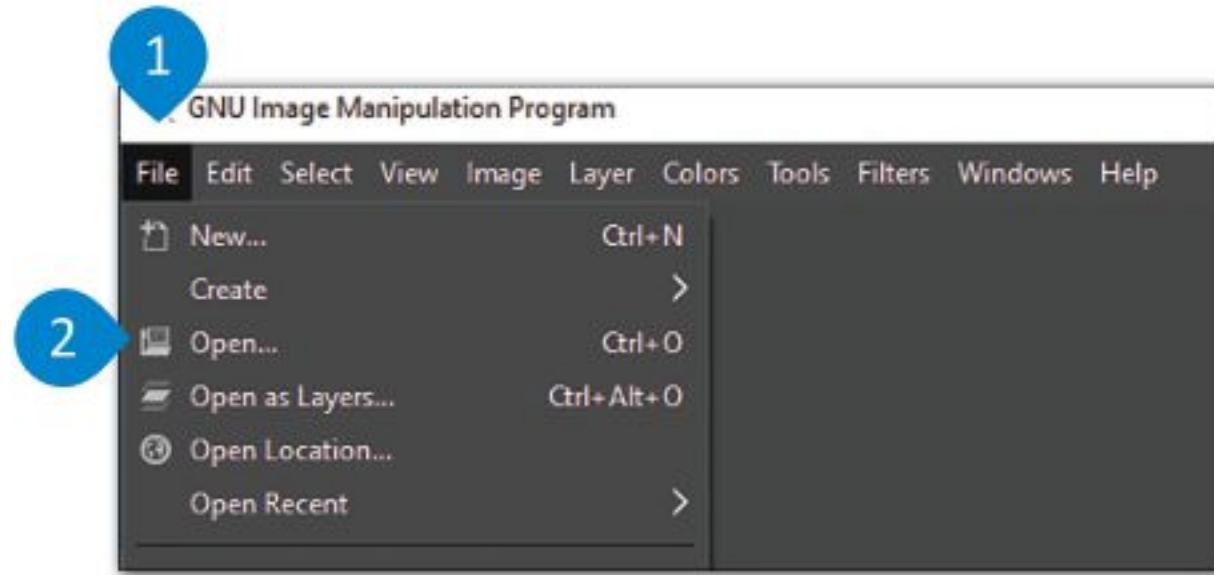 1
GNU Image Manipulation Program
File Edit Select View Image Layer Colors Tools Filters Windows Help
New... Ctrl+N
Create >
2
Open... Ctrl+O
Open as Layers... Ctrl+Alt+O
Open Location...
Open Recent >